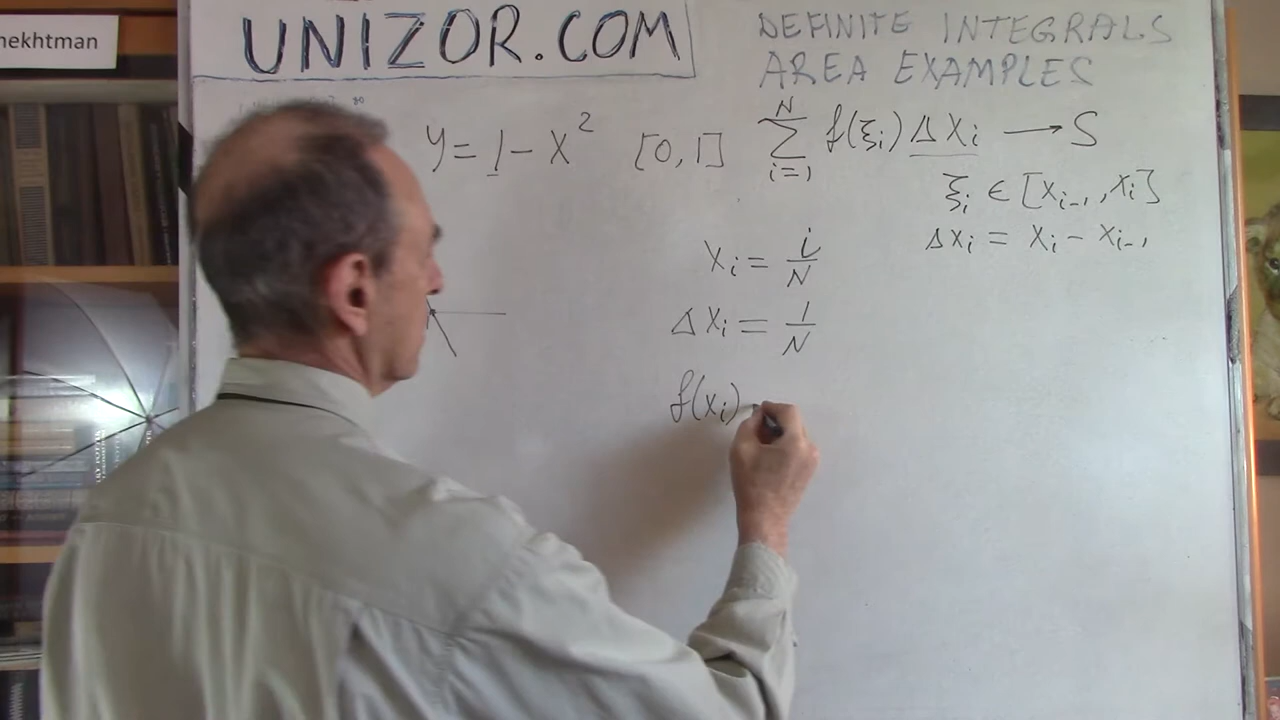 nekhtman
UNIZOR.COM
DEFINITE INTEGRALS
AREA EXAMPLES
y = 1 - x² [0,1]
∑_{i=1}^{N} f(ξᵢ) Δxᵢ → S
ξᵢ ∈ [xᵢ₋₁, xᵢ]
Δxᵢ = xᵢ - xᵢ₋₁
xᵢ = i/N
Δxᵢ = 1/N
f(xᵢ)